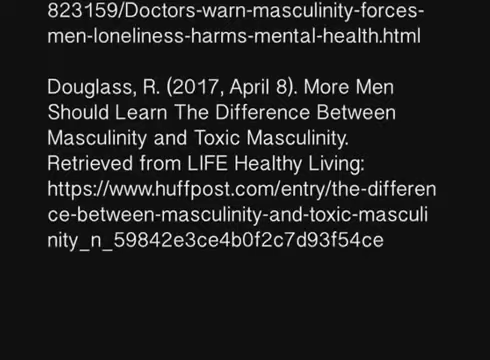 823159/Doctors-warn-masculinity-forces-
men-loneliness-harms-mental-health.html
Douglass, R. (2017, April 8). More Men
Should Learn The Difference Between
Masculinity and Toxic Masculinity.
Retrieved from LIFE Healthy Living:
https://www.huffpost.com/entry/the-differen
ce-between-masculinity-and-toxic-masculi
nity_n_59842e3ce4b0f2c7d93f54ce